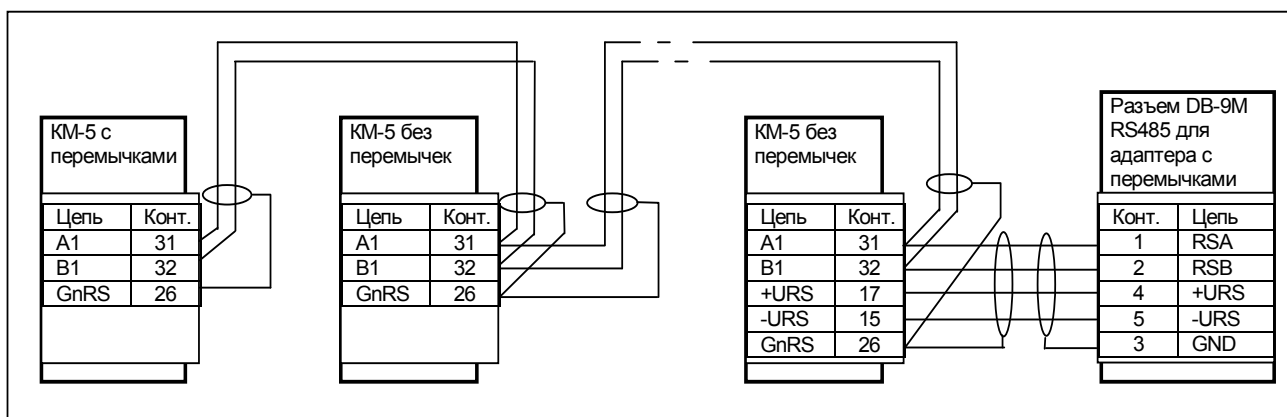 КМ-5 с
перемычками
Цепь Конт.
A1 31
B1 32
GnRS 26
КМ-5 без
перемычек
Цепь Конт.
A1 31
B1 32
GnRS 26
КМ-5 без
перемычек
Цепь Конт.
A1 31
B1 32
+URS 17
-URS 15
GnRS 26
Разъем DB-9M
RS485 для
адаптера с
перемычками
Конт. Цепь
1 RSA
2 RSB
4 +URS
5 -URS
3 GND